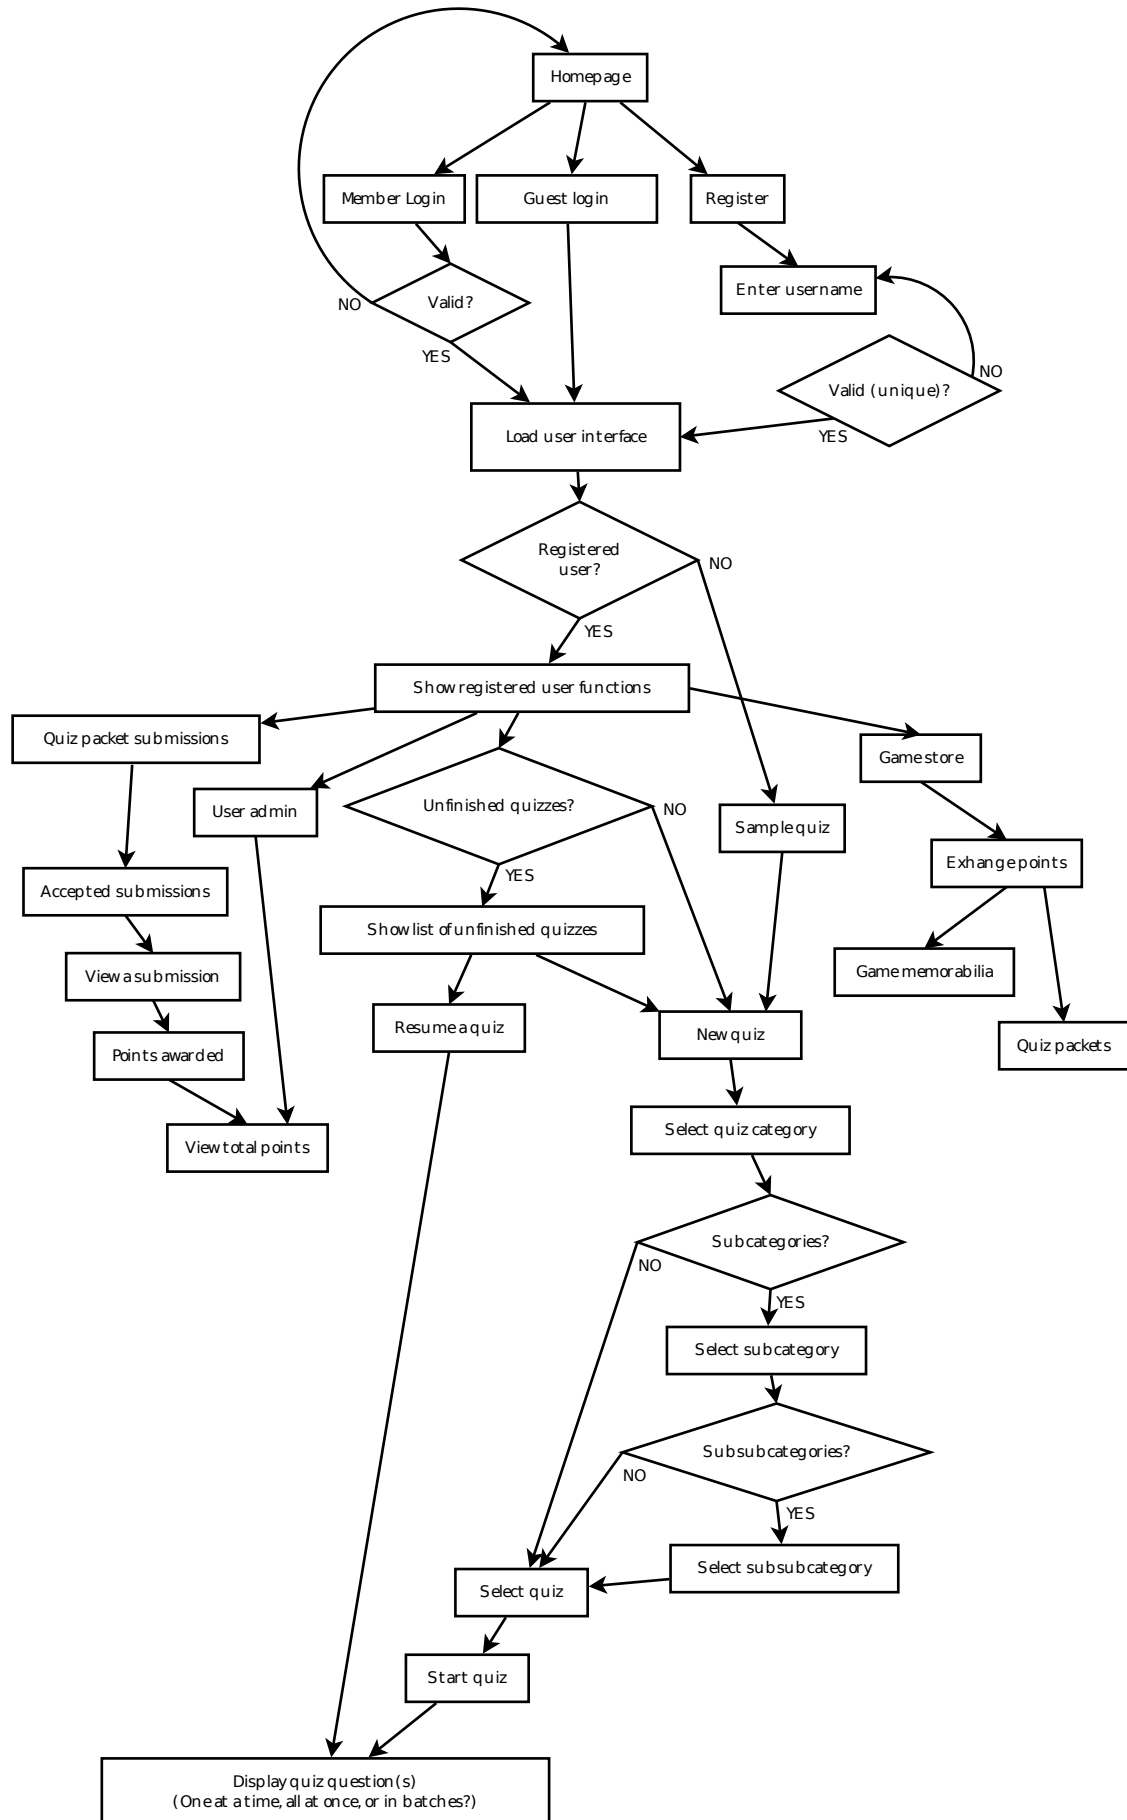 Homepage
Member Login
Guest login
Register
Enter username
Valid?
NO
YES
Valid (unique)?
NO
YES
Load user interface
Registered
user?
NO
YES
Show registered user functions
Quiz packet submissions
Game store
User admin
Unfinished quizzes?
NO
YES
Sample quiz
Exhange points
Accepted submissions
Show list of unfinished quizzes
View a submission
Game memorabilia
Resume a quiz
New quiz
Quiz packets
Points awarded
Select quiz category
View total points
Subcategories?
NO
YES
Select subcategory
Subsubcategories?
NO
YES
Select subsubcategory
Select quiz
Start quiz
Display quiz question(s)
(One at a time, all at once, or in batches?)